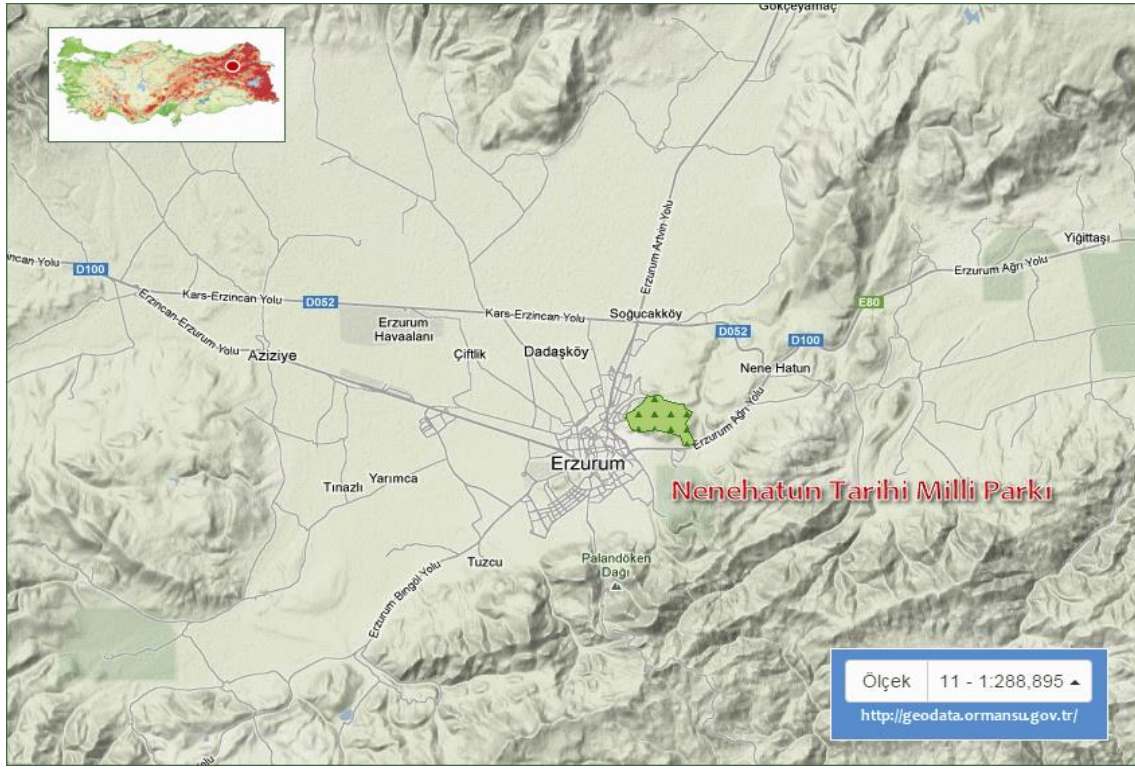 Gökçeyamaç
Erzurum Artvin Yolu
Yiğittaşı
Erzurum Ağrı Yolu
D100
Kars-Erzincan Yolu
D052
E80
Erzincan-Erzurum Yolu
Erzurum
Havaalanı
Kars-Erzincan Yolu
Soğucakköy
D052
D100
Aziziye
Çiftlik
Dadaşköy
Nene Hatun
Erzurum Ağrı Yolu
Erzurum
Tınazlı
Yarımca
Nenehatun Tarihi Milli Parkı
Tuzcu
Palandöken
Dağı
Erzurum Bingöl Yolu
Ölçek 11 - 1:288,895
http://geodata.ormansu.gov.tr/